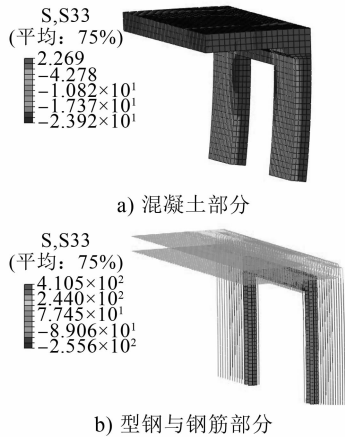 S,S33
(平均：75%)
2.269
−4.278
−1.082×10¹
−1.737×10¹
−2.392×10¹
a) 混凝土部分
S,S33
(平均：75%)
4.105×10²
2.440×10²
7.745×10¹
−8.906×10¹
−2.556×10²
b) 型钢与钢筋部分